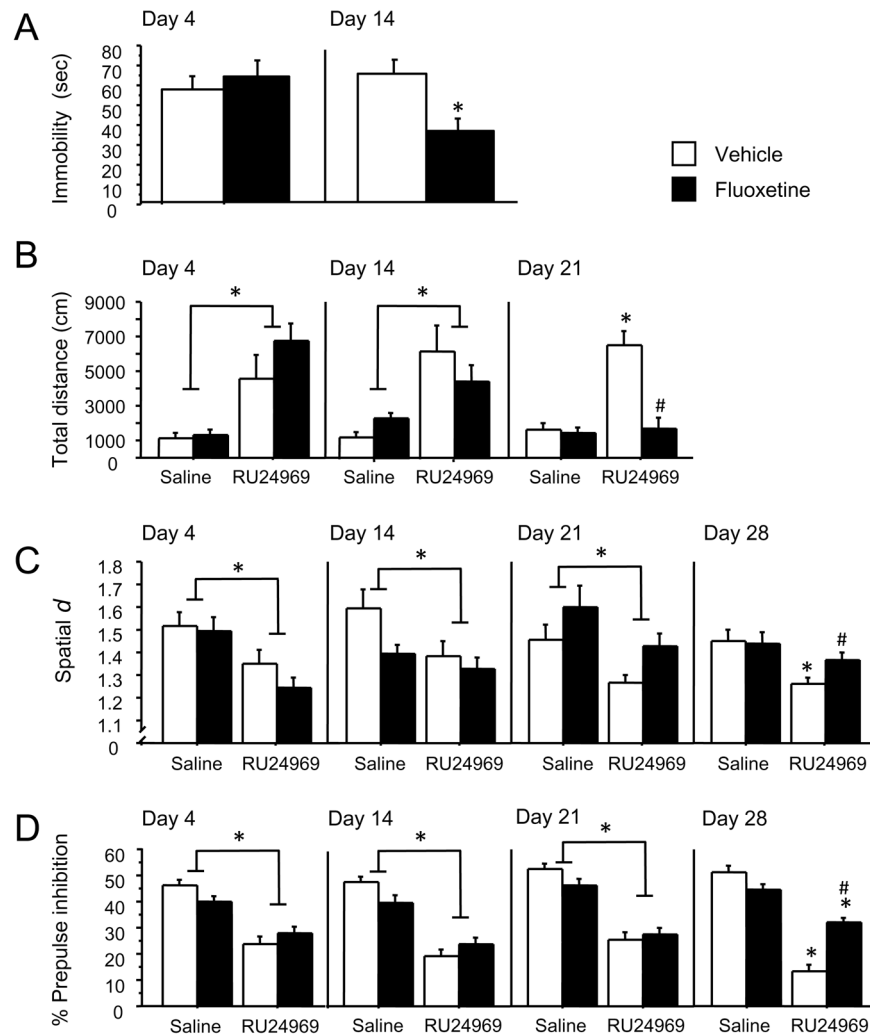 A
Day 4
Day 14
Immobility (sec)
80
70
60
50
40
30
20
10
0
*
Vehicle
Fluoxetine
B
Day 4
Day 14
Day 21
Total distance (cm)
9000
7000
5000
3000
1000
0
*
*
*
#
Saline RU24969 Saline RU24969 Saline RU24969
C
Day 4
Day 14
Day 21
Day 28
Spatial d
1.8
1.7
1.6
1.5
1.4
1.3
1.2
1.1
0
*
*
*
*
#
Saline RU24969 Saline RU24969 Saline RU24969 Saline RU24969
D
Day 4
Day 14
Day 21
Day 28
% Prepulse inhibition
60
50
40
30
20
10
0
*
*
*
*
#
*
Saline RU24969 Saline RU24969 Saline RU24969 Saline RU24969